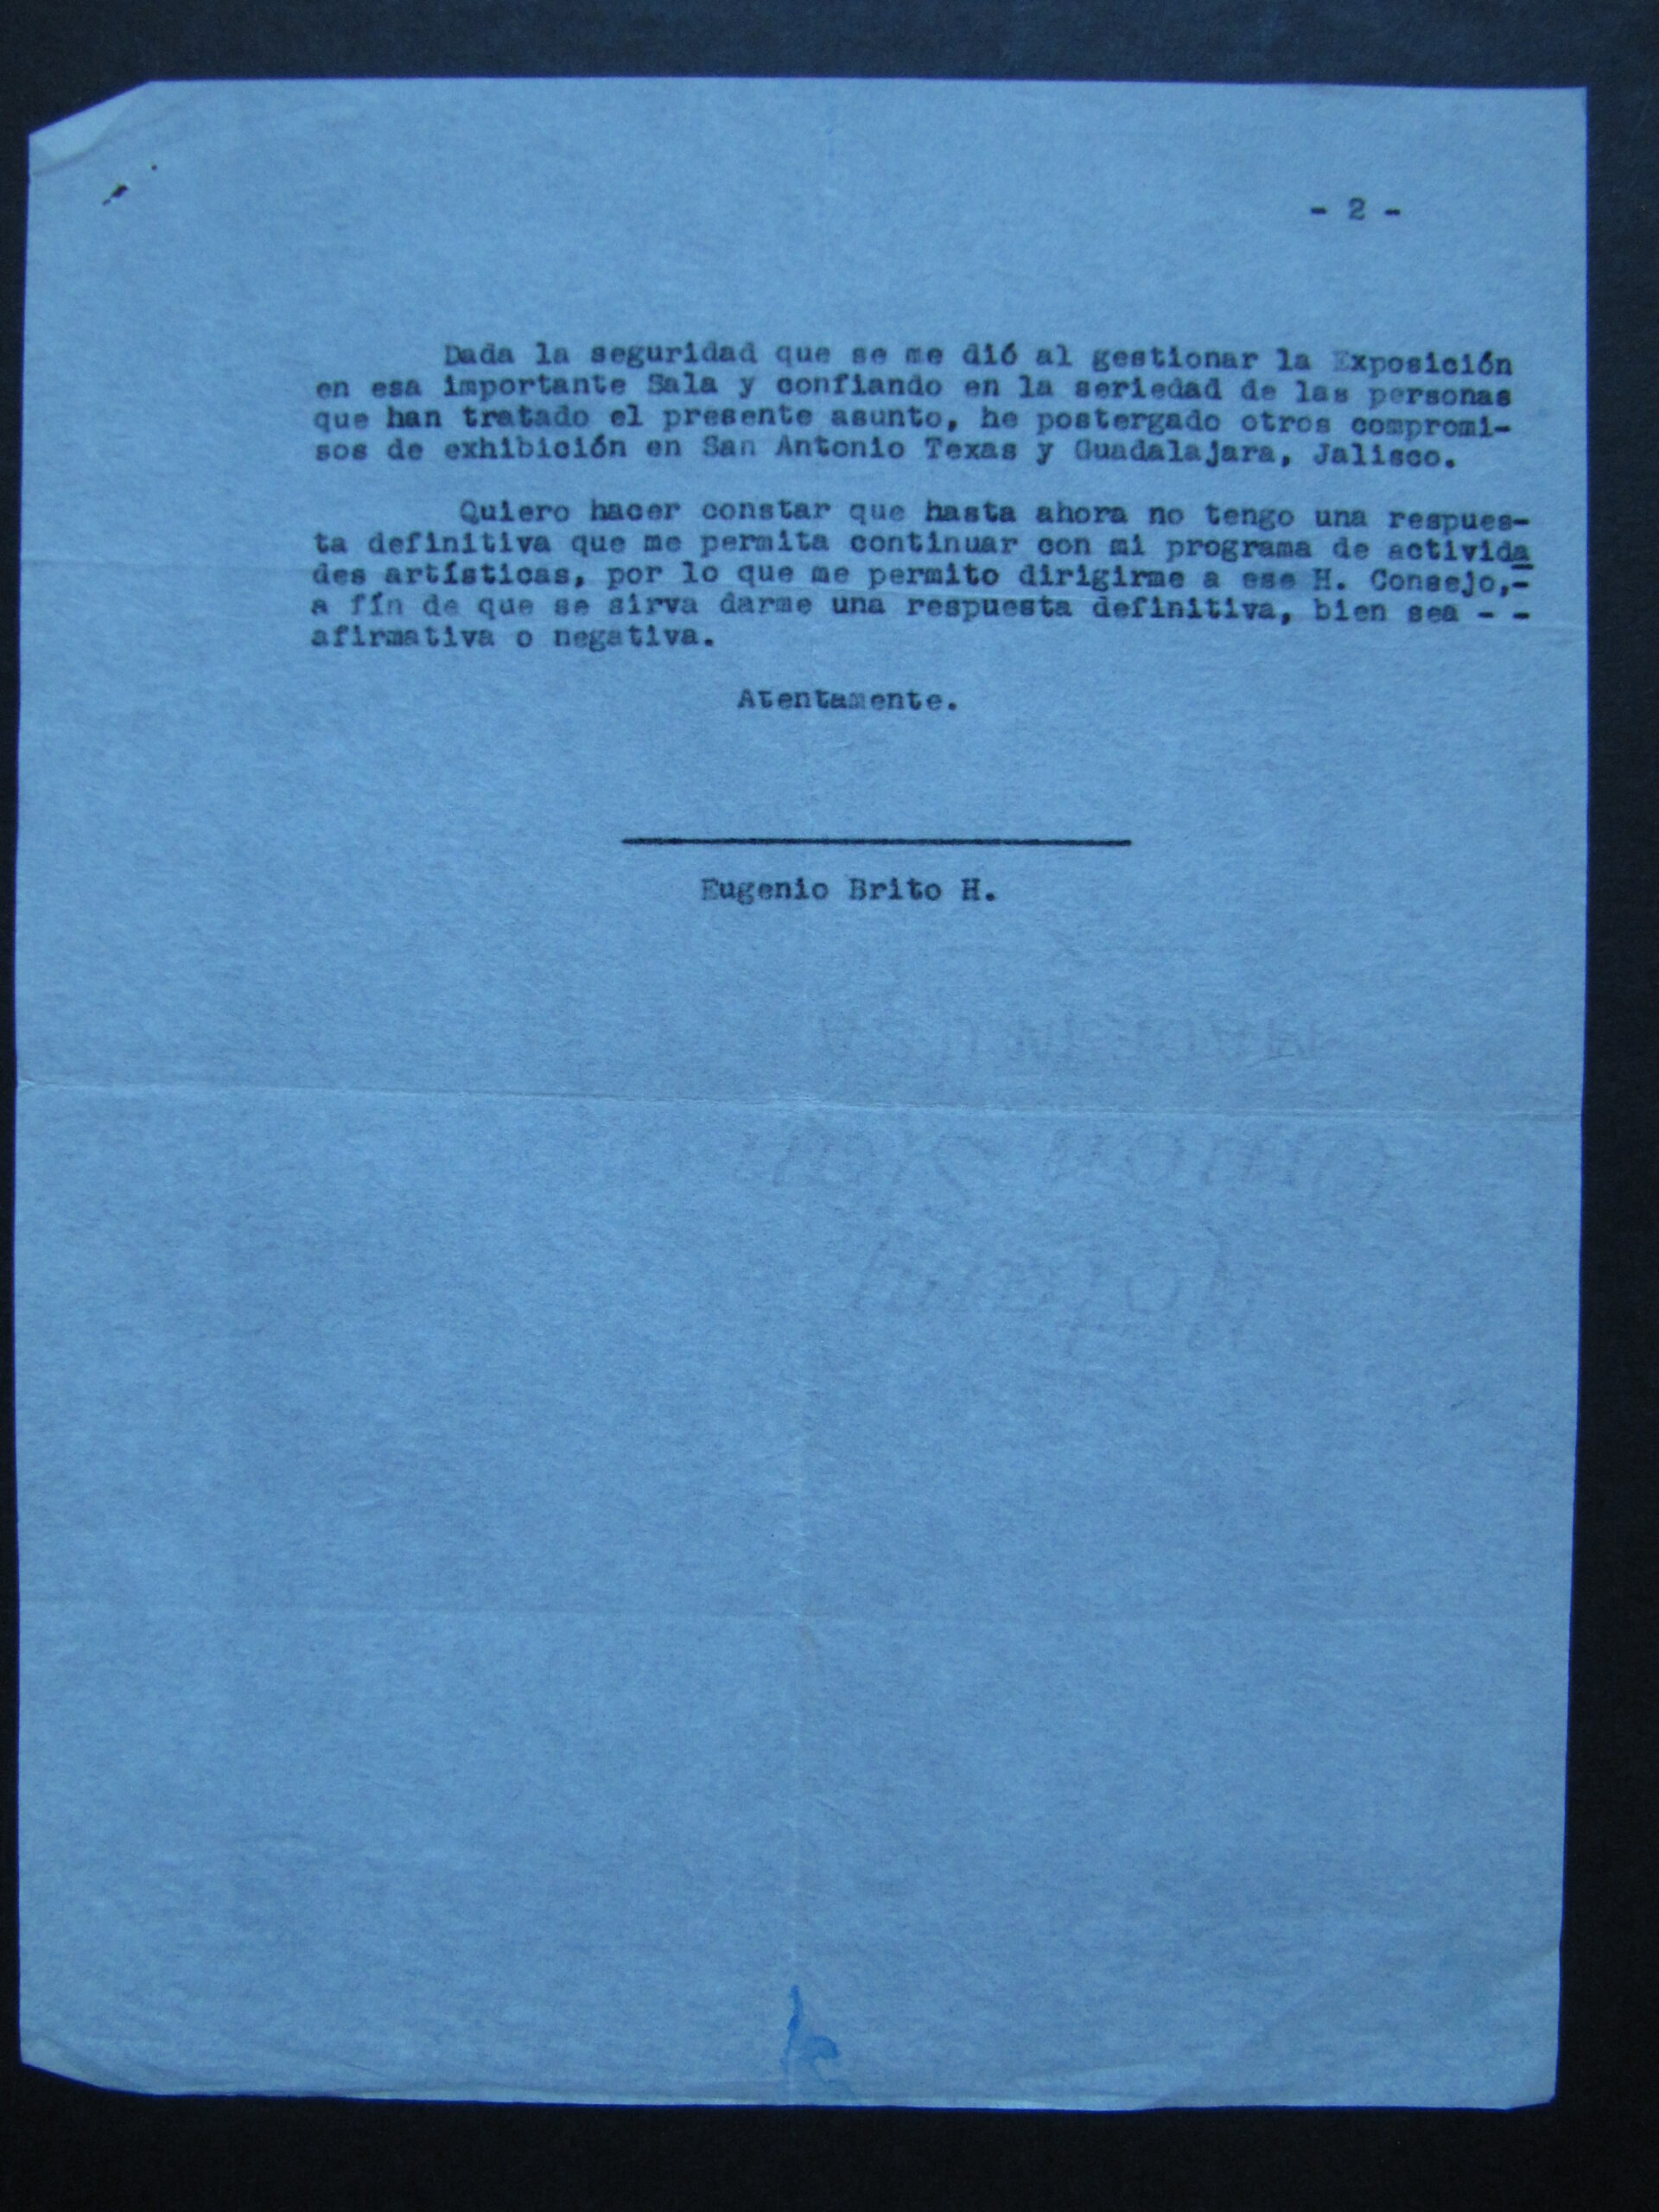 - 2 -
Dada la seguridad que se me dió al gestionar la Exposición
en esa importante Sala y confiando en la seriedad de las personas
que han tratado el presente asunto, he postergado otros compromi-
sos de exhibición en San Antonio Texas y Guadalajara, Jalisco.
Quiero hacer constar que hasta ahora no tengo una respues-
ta definitiva que me permita continuar con mi programa de activida
des artísticas, por lo que me permito dirigirme a ese H. Consejo,-
a fín de que se sirva darme una respuesta definitiva, bien sea - -
afirmativa o negativa.
Atentamente.
Eugenio Brito H.